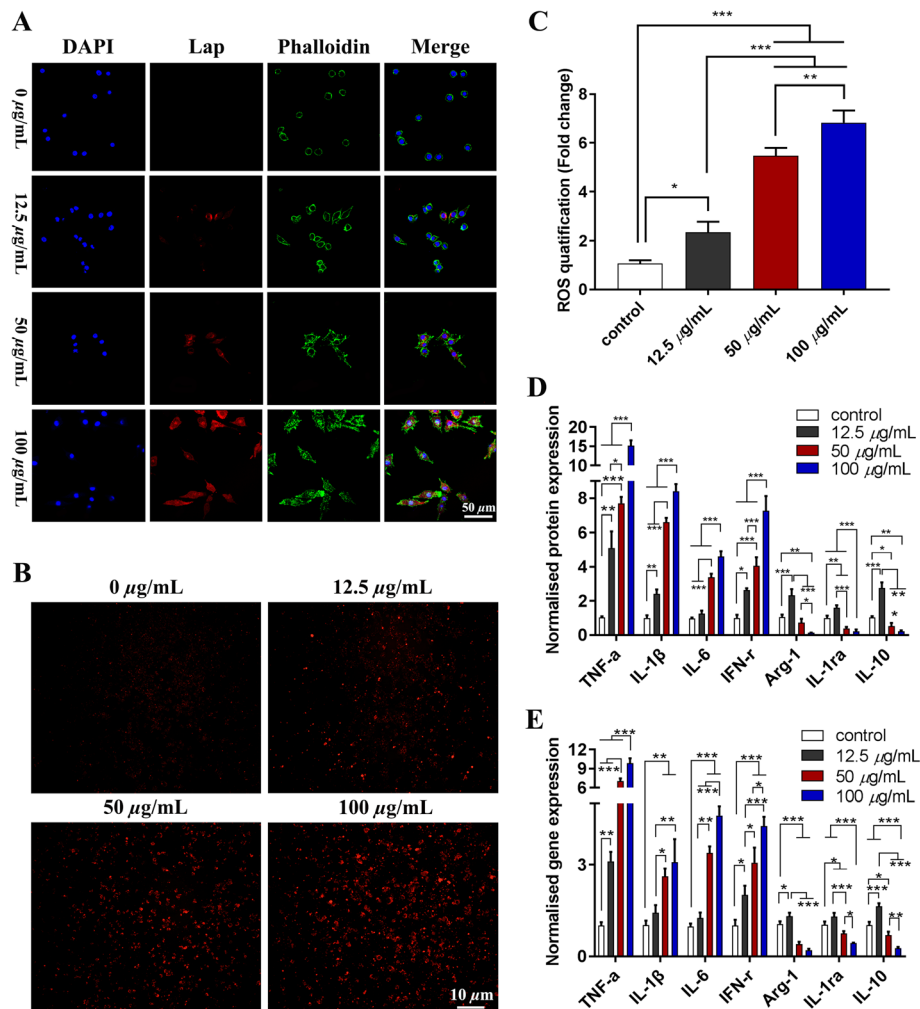 A
DAPI Lap Phalloidin Merge
0 µg/mL
12.5 µg/mL
50 µg/mL
100 µg/mL
50 µm
B
0 µg/mL 12.5 µg/mL
50 µg/mL 100 µg/mL
10 µm
C
ROS quatification (Fold change)
8
6
4
2
0
control 12.5 µg/mL 50 µg/mL 100 µg/mL
***
***
**
*
D
Normalised protein expression
control
12.5 µg/mL
50 µg/mL
100 µg/mL
20
15
10
8
6
4
2
0
TNF-a IL-1β IL-6 IFN-r Arg-1 IL-1ra IL-10
E
Normalised gene expression
control
12.5 µg/mL
50 µg/mL
100 µg/mL
12
9
6
3
0
TNF-a IL-1β IL-6 IFN-r Arg-1 IL-1ra IL-10